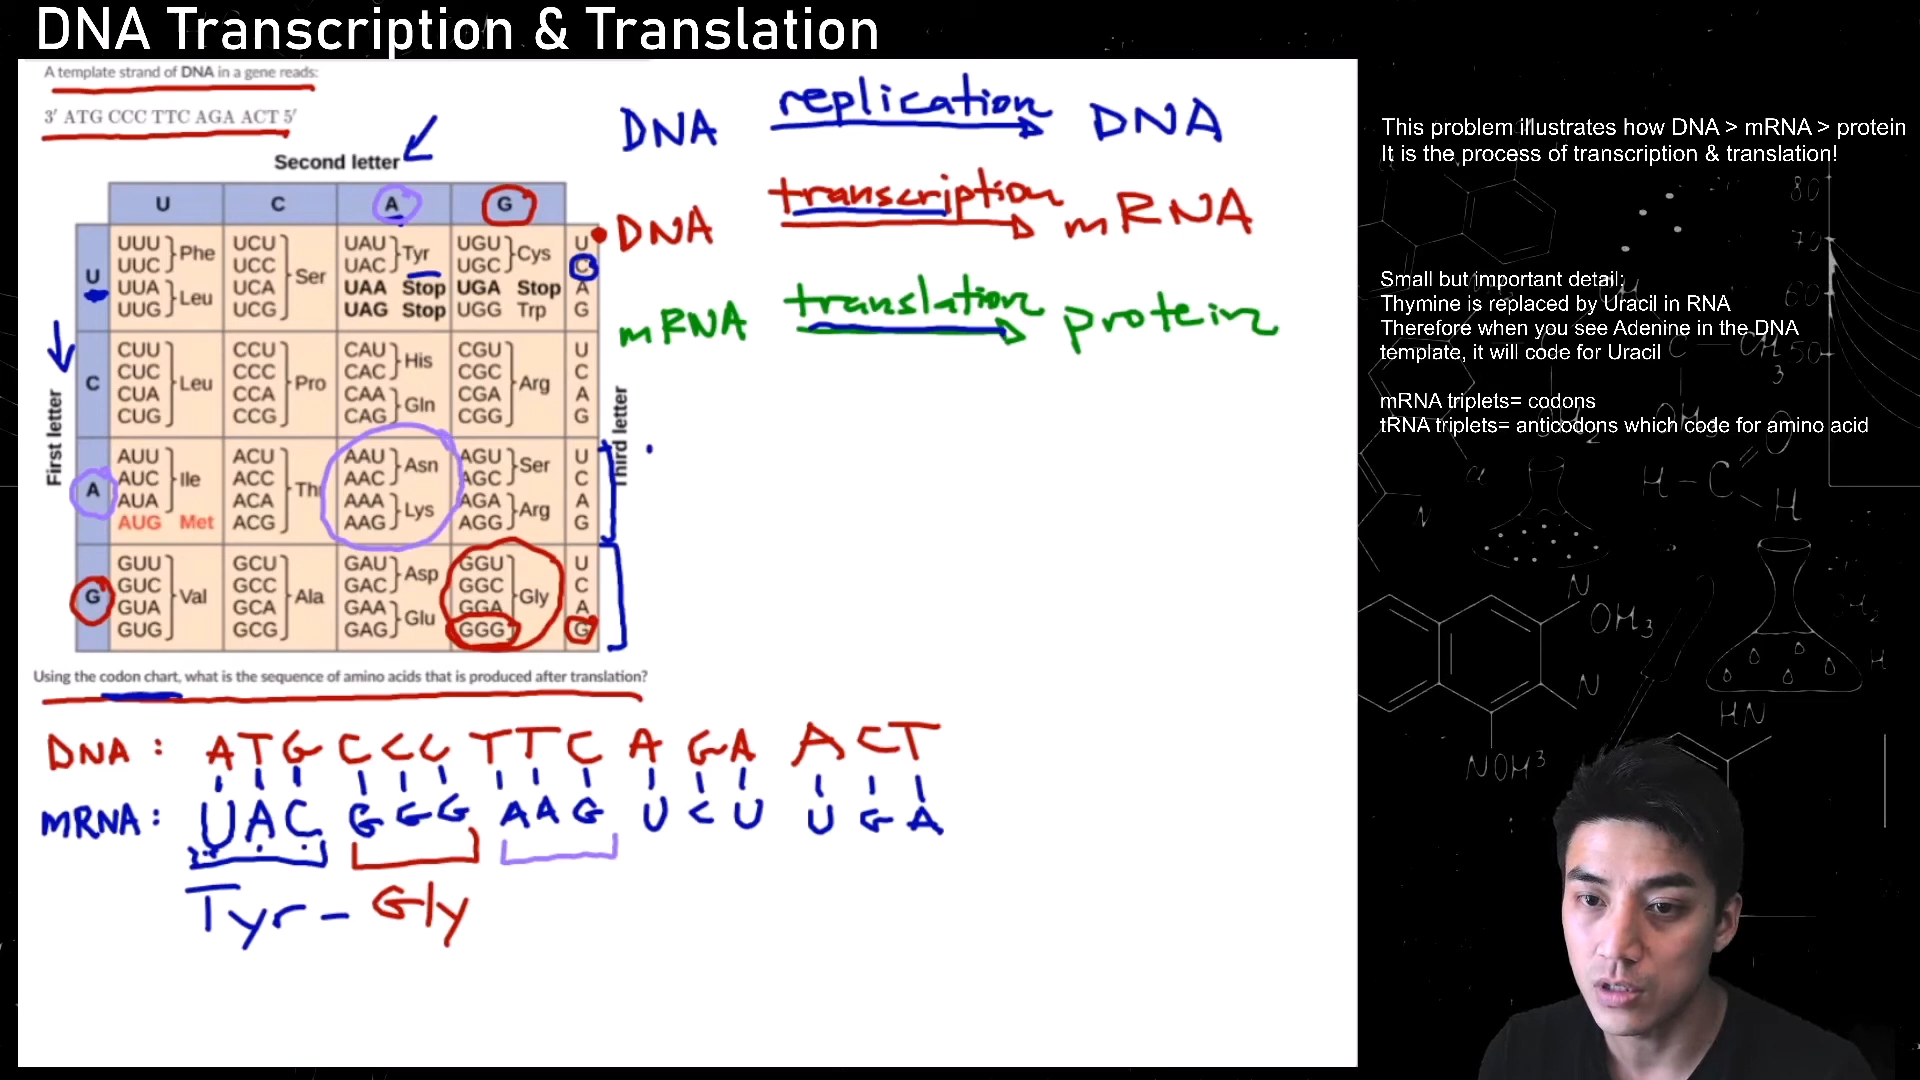 DNA Transcription & Translation
A template strand of DNA in a gene reads:
3′ ATG CCC TTC AGA ACT 5′
Second letter
U C A G
First letter
Third letter
U
UUU UUC Phe
UUA UUG Leu
UCU UCC UCA UCG Ser
UAU UAC Tyr
UAA Stop
UAG Stop
UGU UGC Cys
UGA Stop
UGG Trp
U C A G
C
CUU CUC CUA CUG Leu
CCU CCC CCA CCG Pro
CAU CAC His
CAA CAG Gln
CGU CGC CGA CGG Arg
U C A G
A
AUU AUC AUA Ile
AUG Met
ACU ACC ACA ACG
AAU AAC Asn
AAA AAG Lys
AGU AGC Ser
AGA AGG Arg
U C A G
G
GUU GUC GUA GUG Val
GCU GCC GCA GCG Ala
GAU GAC Asp
GAA GAG Glu
GGU GGC GGA GGG Gly
U C A G
Using the codon chart, what is the sequence of amino acids that is produced after translation?
DNA replication DNA
DNA transcription mRNA
mRNA translation protein
DNA: ATG CCC TTC AGA ACT
MRNA: UAC GGG AAG UCU UGA
Tyr - Gly
This problem illustrates how DNA > mRNA > protein
It is the process of transcription & translation!
Small but important detail:
Thymine is replaced by Uracil in RNA
Therefore when you see Adenine in the DNA
template, it will code for Uracil
mRNA triplets= codons
tRNA triplets= anticodons which code for amino acid
80
70
60
50
C
3
N
H-C
O
H
N
OH₃
N
HN
NOH³
H